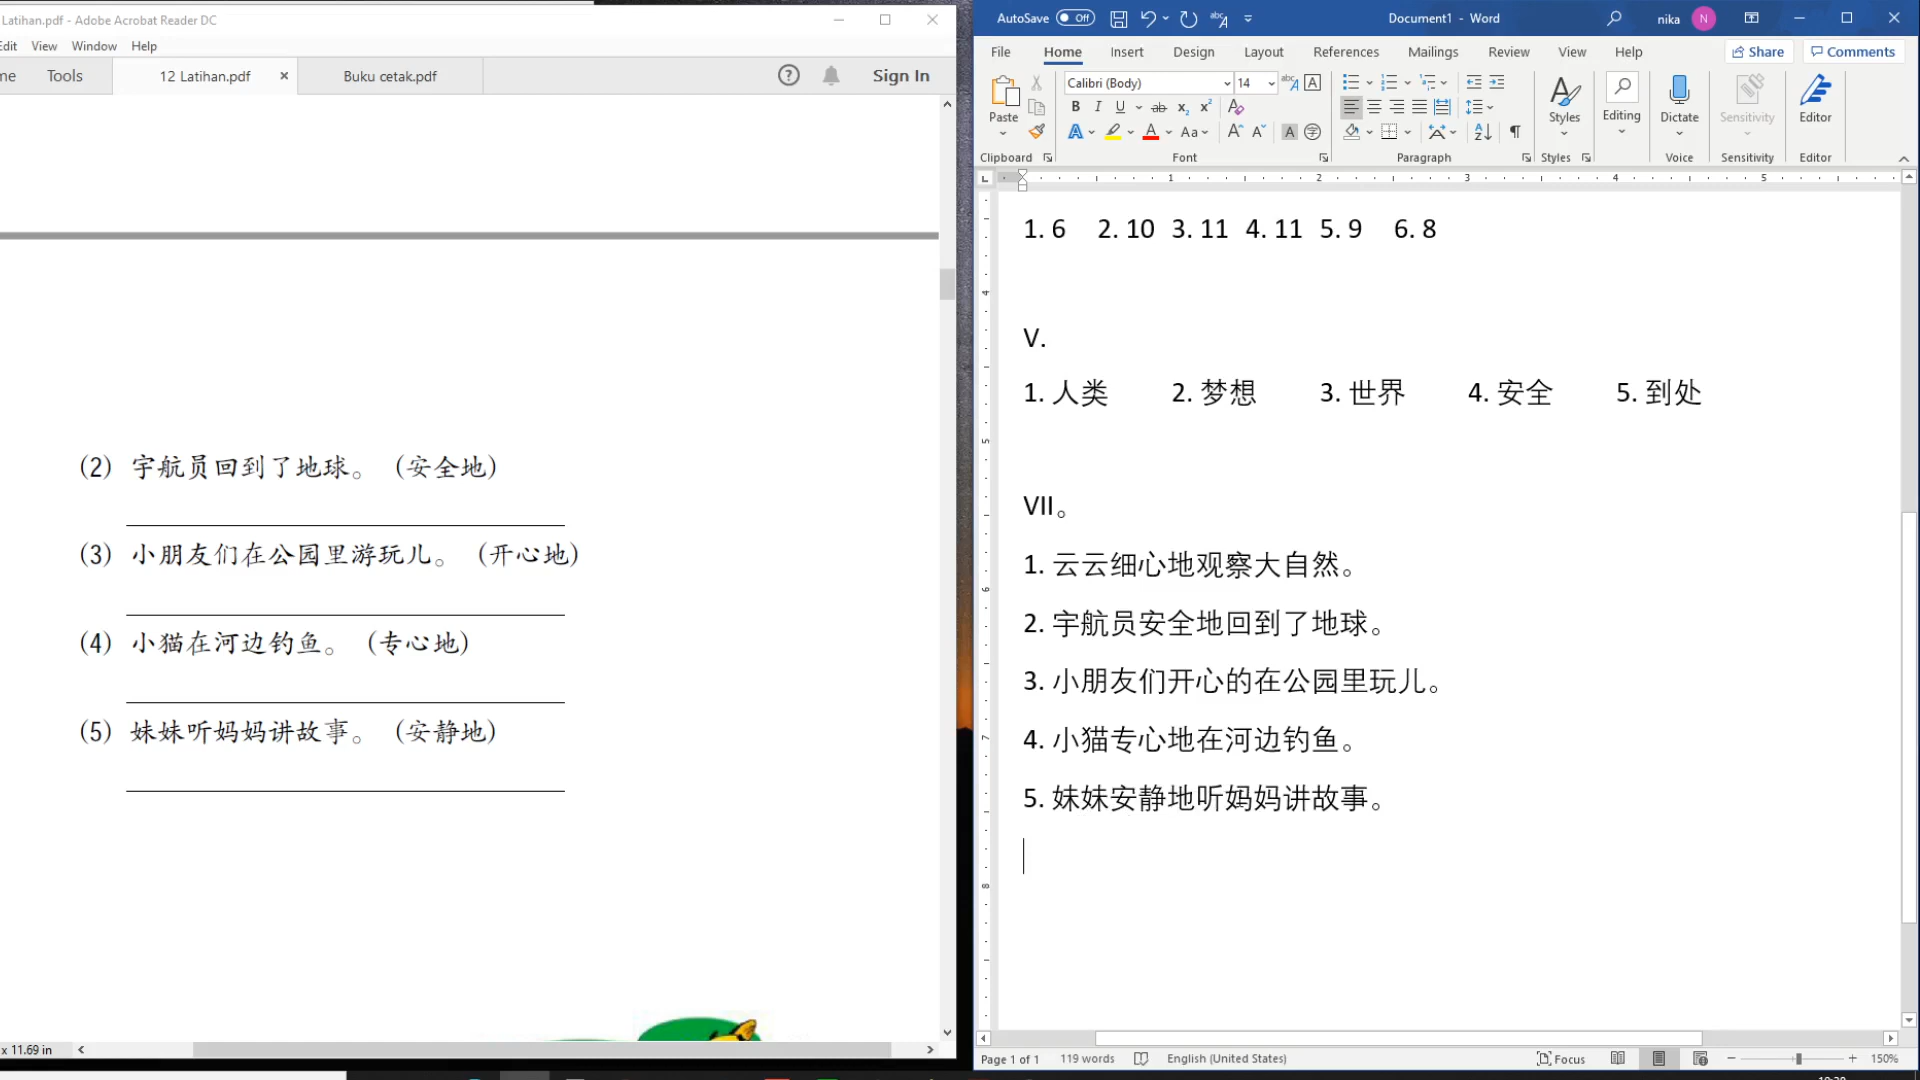 Latihan.pdf - Adobe Acrobat Reader DC
Edit View Window Help
Tools 12 Latihan.pdf × Buku cetak.pdf Sign In
(2) 宇航员回到了地球。 (安全地)
(3) 小朋友们在公园里游玩儿。 (开心地)
(4) 小猫在河边钓鱼。 (专心地)
(5) 妹妹听妈妈讲故事。 (安静地)
x 11.69 in
AutoSave Off Document1 - Word nika N
File Home Insert Design Layout References Mailings Review View Help Share Comments
Calibri (Body) 14
Paste Styles Editing Dictate Sensitivity Editor
Clipboard Font Paragraph Styles Voice Sensitivity Editor
1 2 3 4 5
1. 6 2. 10 3. 11 4. 11 5. 9 6. 8
V.
1. 人类 2. 梦想 3. 世界 4. 安全 5. 到处
VII。
1. 云云细心地观察大自然。
2. 宇航员安全地回到了地球。
3. 小朋友们开心的在公园里玩儿。
4. 小猫专心地在河边钓鱼。
5. 妹妹安静地听妈妈讲故事。
Page 1 of 1 119 words English (United States) Focus 150%